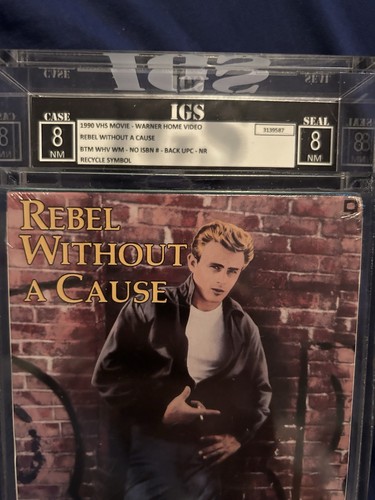 IGS
CASE
8
NM
1990 VHS MOVIE - WARNER HOME VIDEO
REBEL WITHOUT A CAUSE
BTM WHV WM - NO ISBN # - BACK UPC - NR
RECYCLE SYMBOL
3139587
SEAL
8
NM
REBEL
WITHOUT
A CAUSE